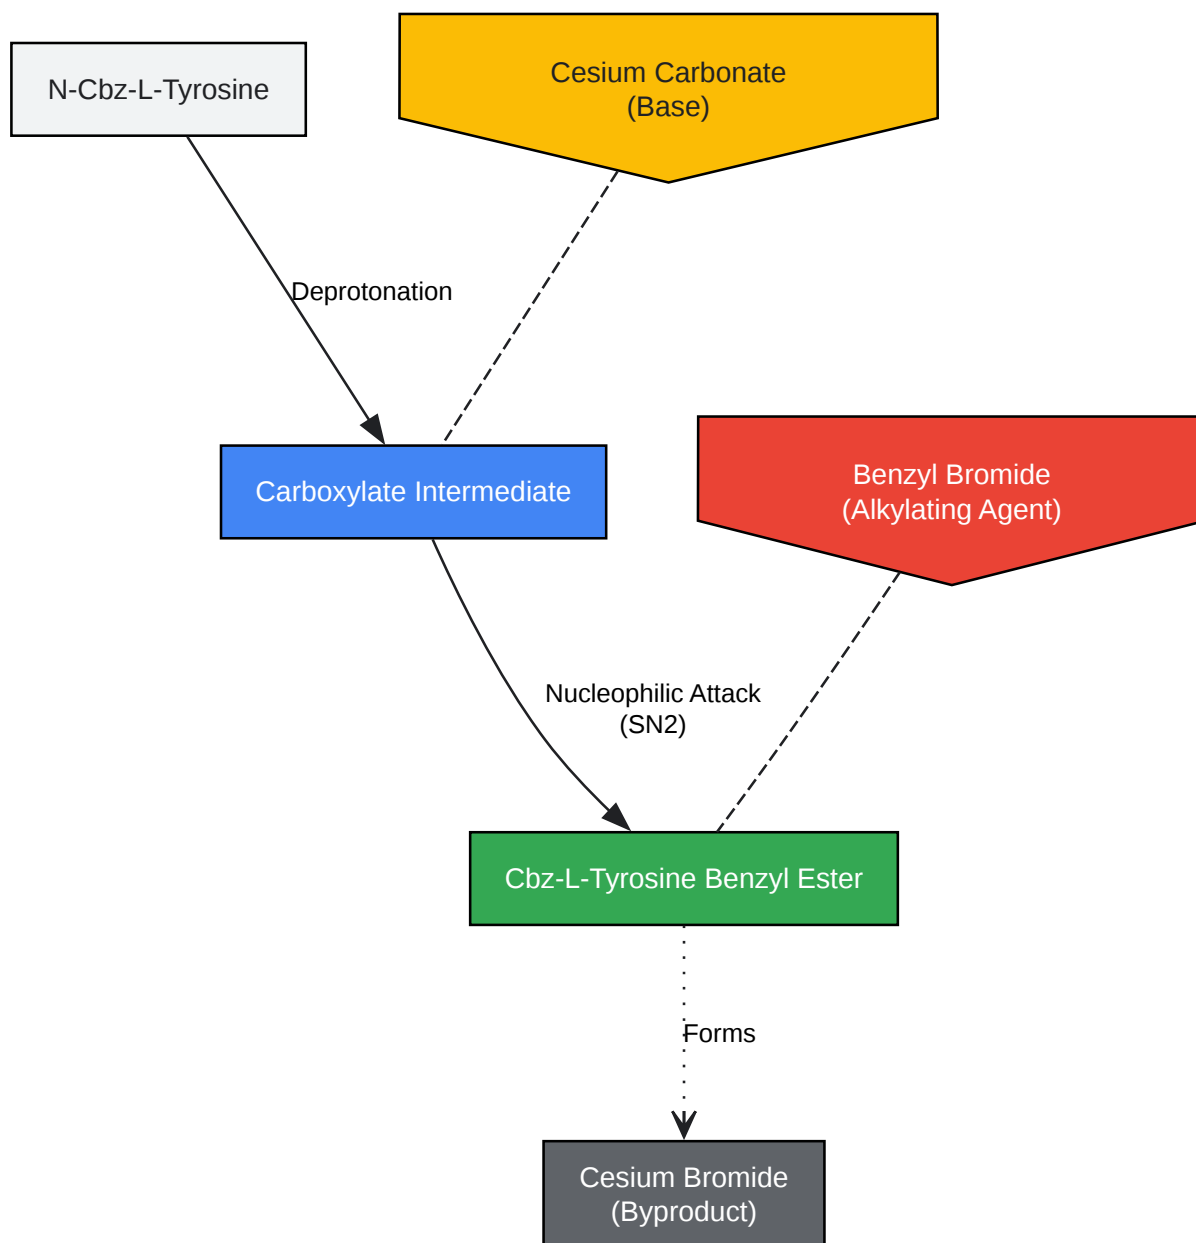 N-Cbz-L-Tyrosine
Cesium Carbonate
(Base)
Deprotonation
Carboxylate Intermediate
Benzyl Bromide
(Alkylating Agent)
Nucleophilic Attack
(SN2)
Cbz-L-Tyrosine Benzyl Ester
Forms
Cesium Bromide
(Byproduct)